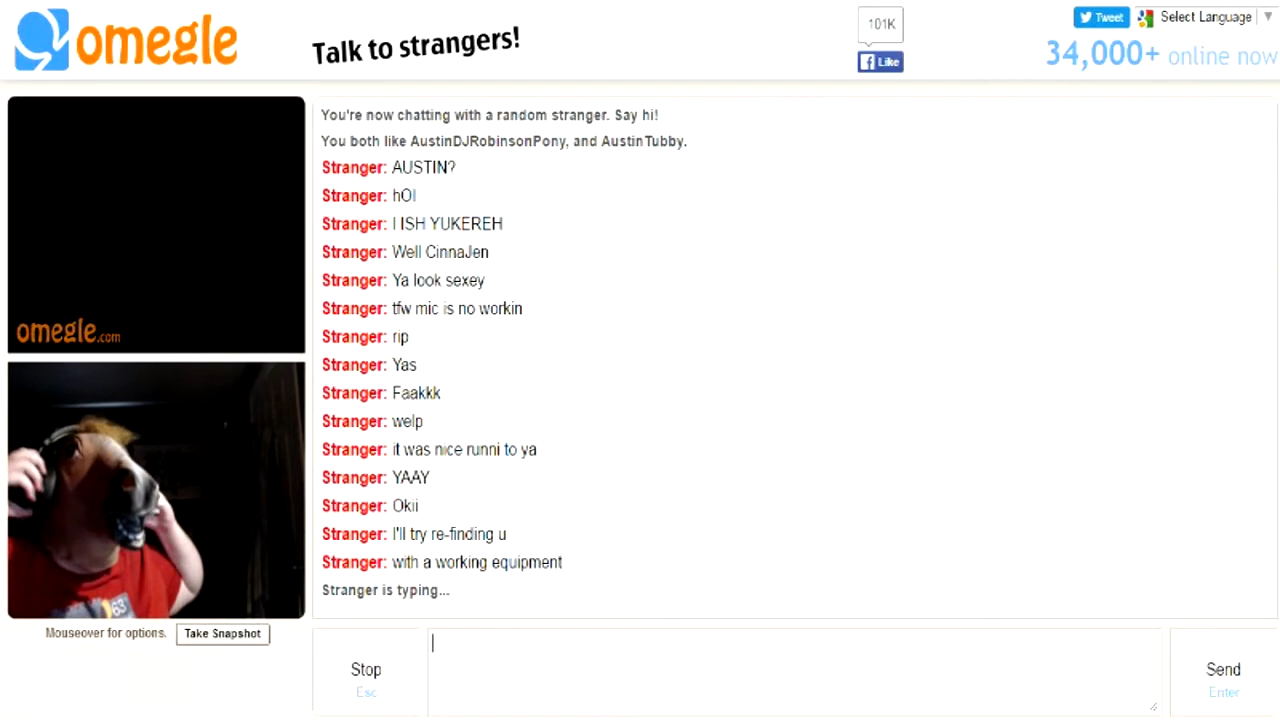 omegle
Talk to strangers!
101K
Like
Tweet
Select Language
34,000+ online now
You're now chatting with a random stranger. Say hi!
You both like AustinDJRobinsonPony, and AustinTubby.
Stranger: AUSTIN?
Stranger: hOI
Stranger: I ISH YUKEREH
Stranger: Well CinnaJen
Stranger: Ya look sexey
Stranger: tfw mic is no workin
Stranger: rip
Stranger: Yas
Stranger: Faakkk
Stranger: welp
Stranger: it was nice runni to ya
Stranger: YAAY
Stranger: Okii
Stranger: I'll try re-finding u
Stranger: with a working equipment
Stranger is typing...
omegle.com
63
Mouseover for options.
Take Snapshot
Stop
Esc
Send
Enter